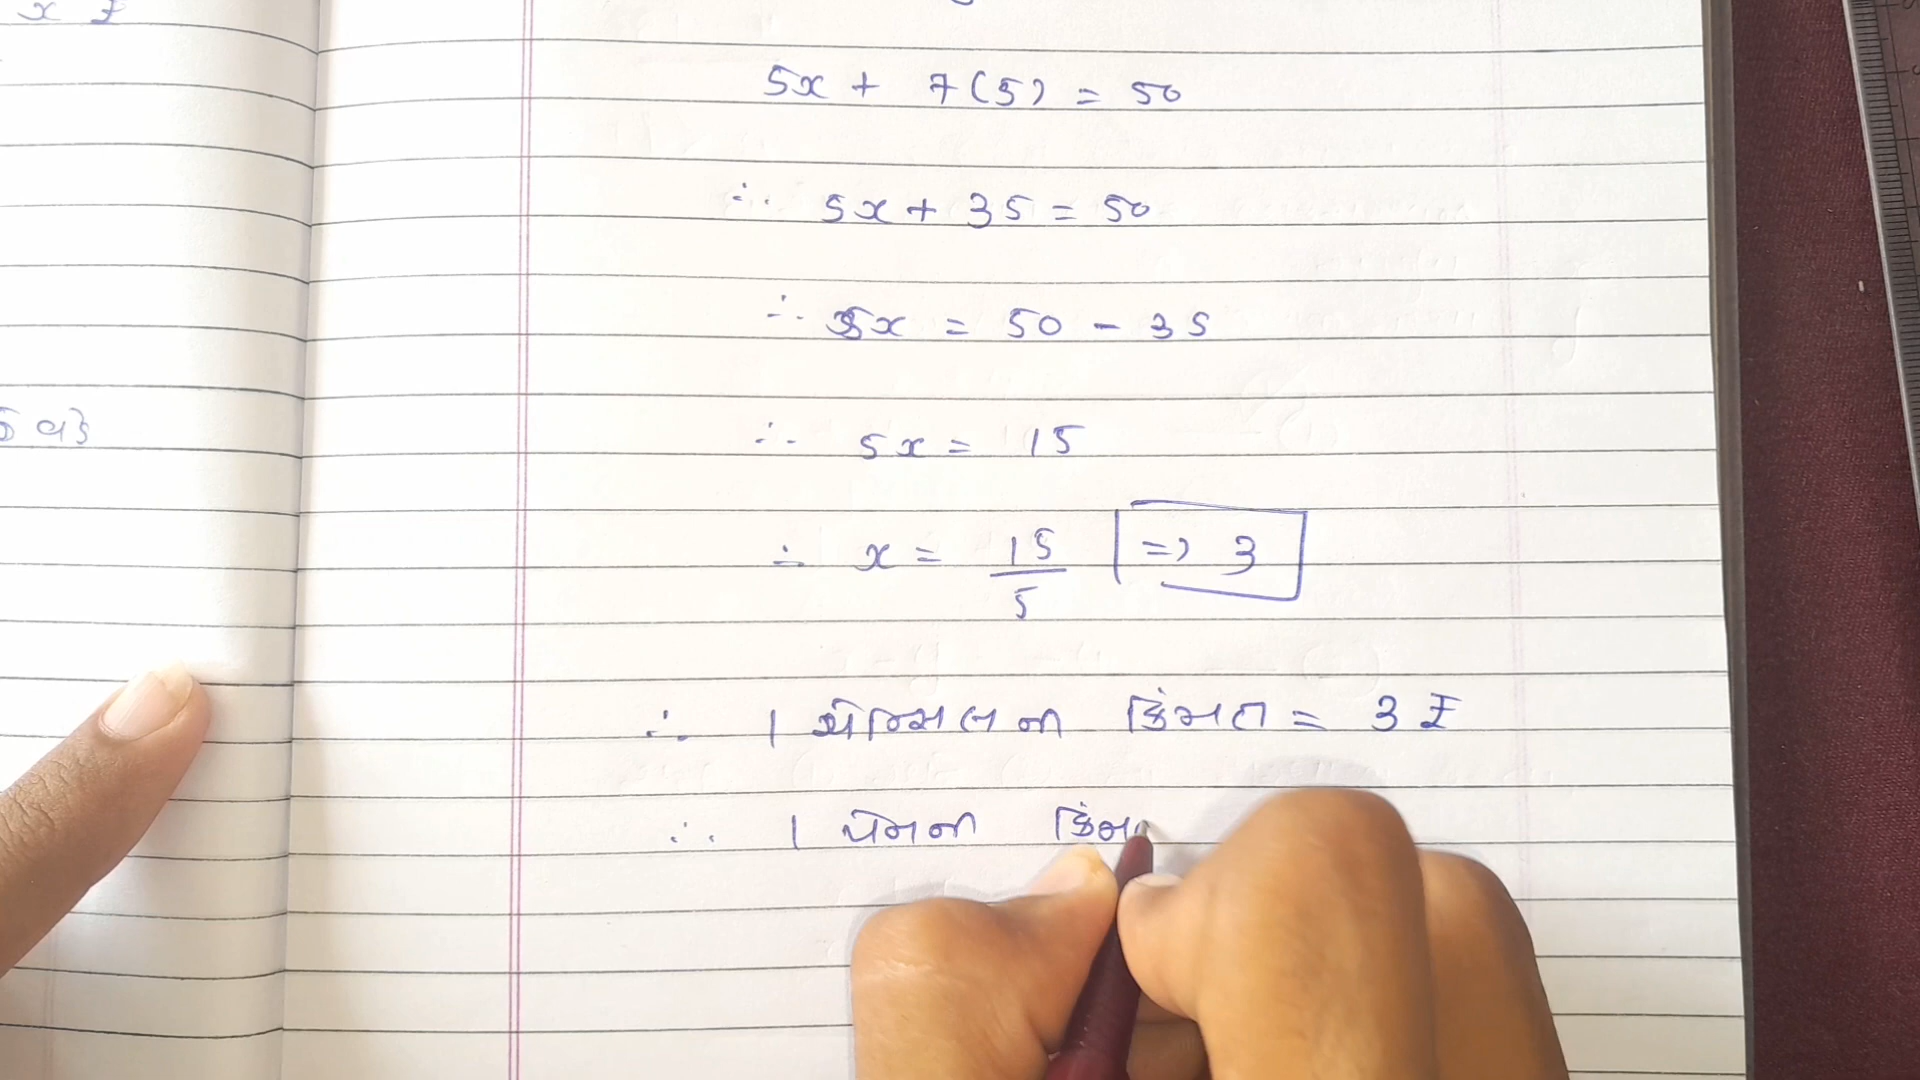 x ₹
વડે
5x + 7(5) = 50
∴ 5x + 35 = 50
∴ 5x = 50 - 35
∴ 5x = 15
∴ x = 15/5 => 3
∴ 1 પેન્સિલની કિંમત = 3 ₹
∴ 1 પેનની કિંમ